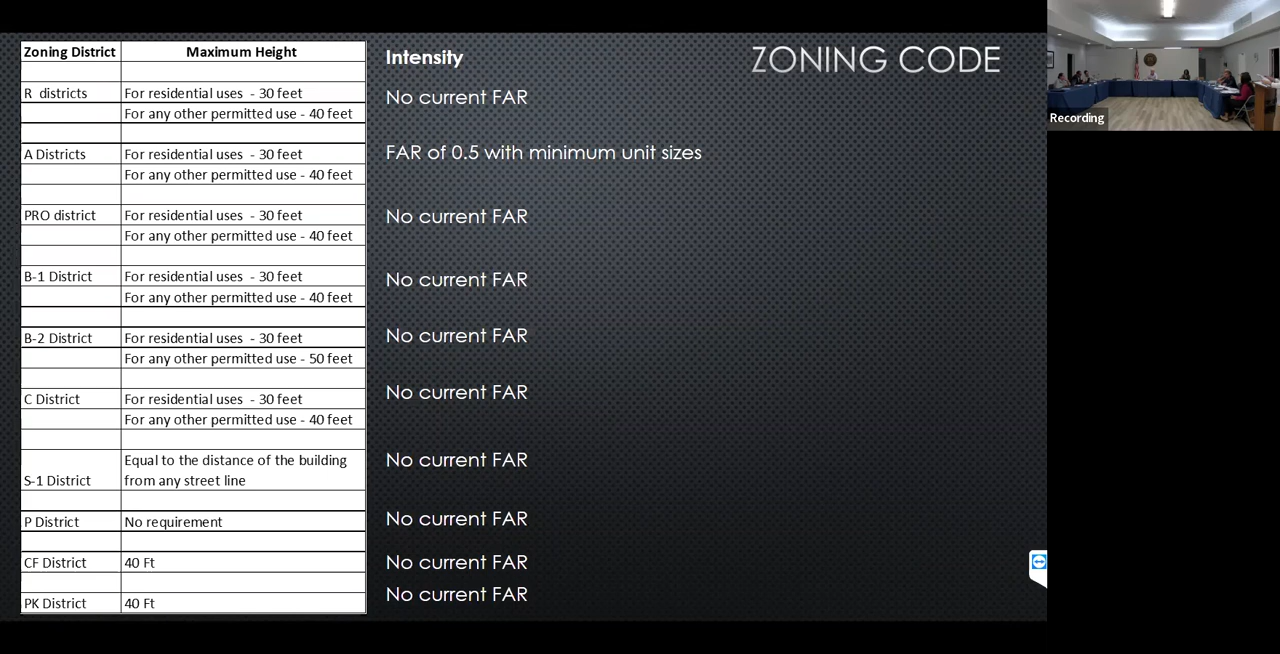 ZONING CODE
Zoning District Maximum Height Intensity
R districts For residential uses - 30 feet No current FAR
For any other permitted use - 40 feet
A Districts For residential uses - 30 feet FAR of 0.5 with minimum unit sizes
For any other permitted use - 40 feet
PRO district For residential uses - 30 feet No current FAR
For any other permitted use - 40 feet
B-1 District For residential uses - 30 feet No current FAR
For any other permitted use - 40 feet
B-2 District For residential uses - 30 feet No current FAR
For any other permitted use - 50 feet
C District For residential uses - 30 feet No current FAR
For any other permitted use - 40 feet
Equal to the distance of the building No current FAR
S-1 District from any street line
P District No requirement No current FAR
CF District 40 Ft No current FAR
PK District 40 Ft No current FAR
Recording